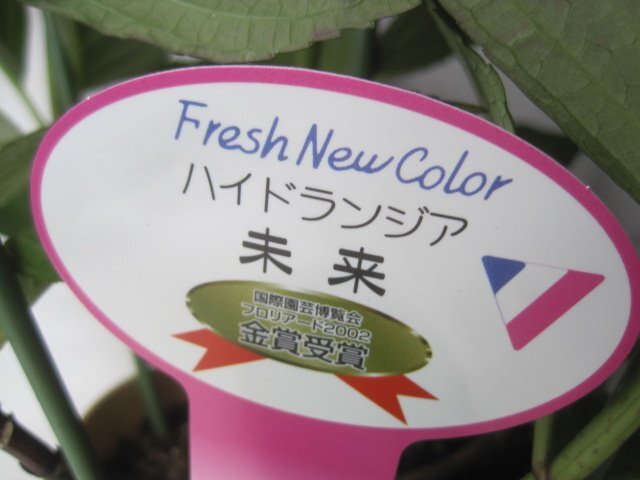 Fresh New Color
ハイドランジア
未来
国際園芸博覧会
フロリアード2002
金賞受賞